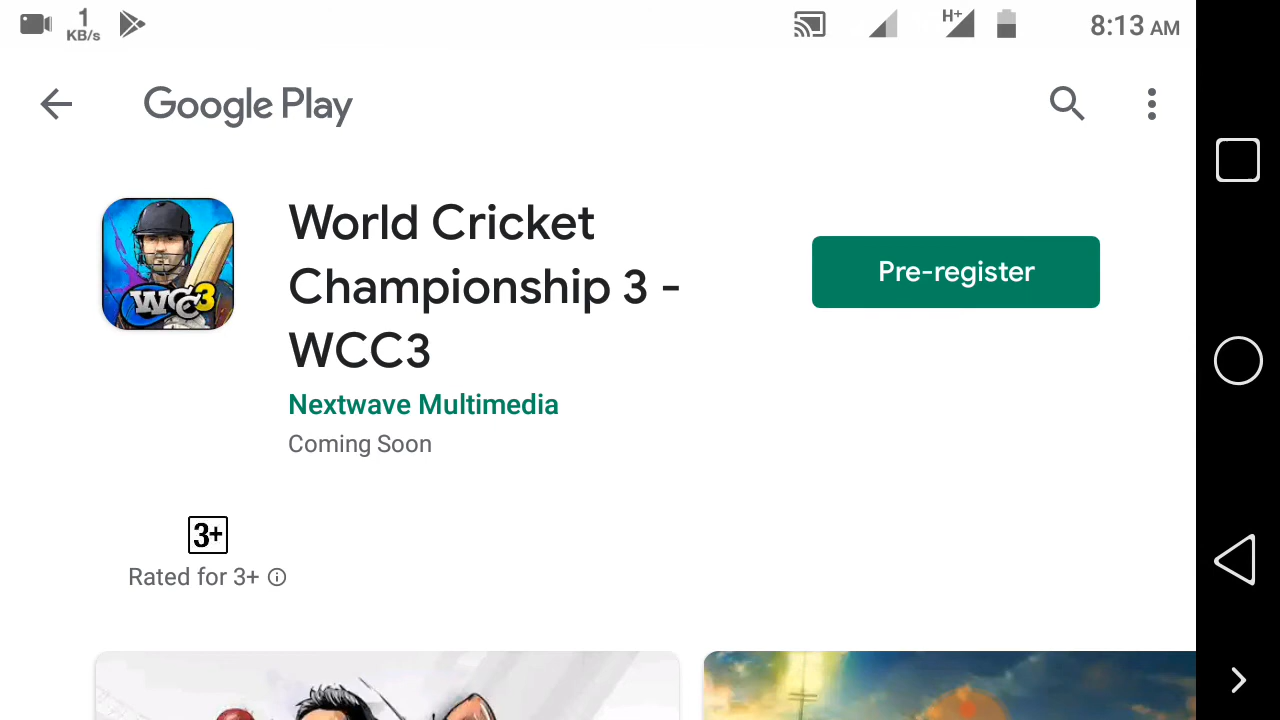 1
KB/s
H+
8:13 AM
Google Play
World Cricket
Championship 3 -
WCC3
Pre-register
Nextwave Multimedia
Coming Soon
WCC3
3+
Rated for 3+